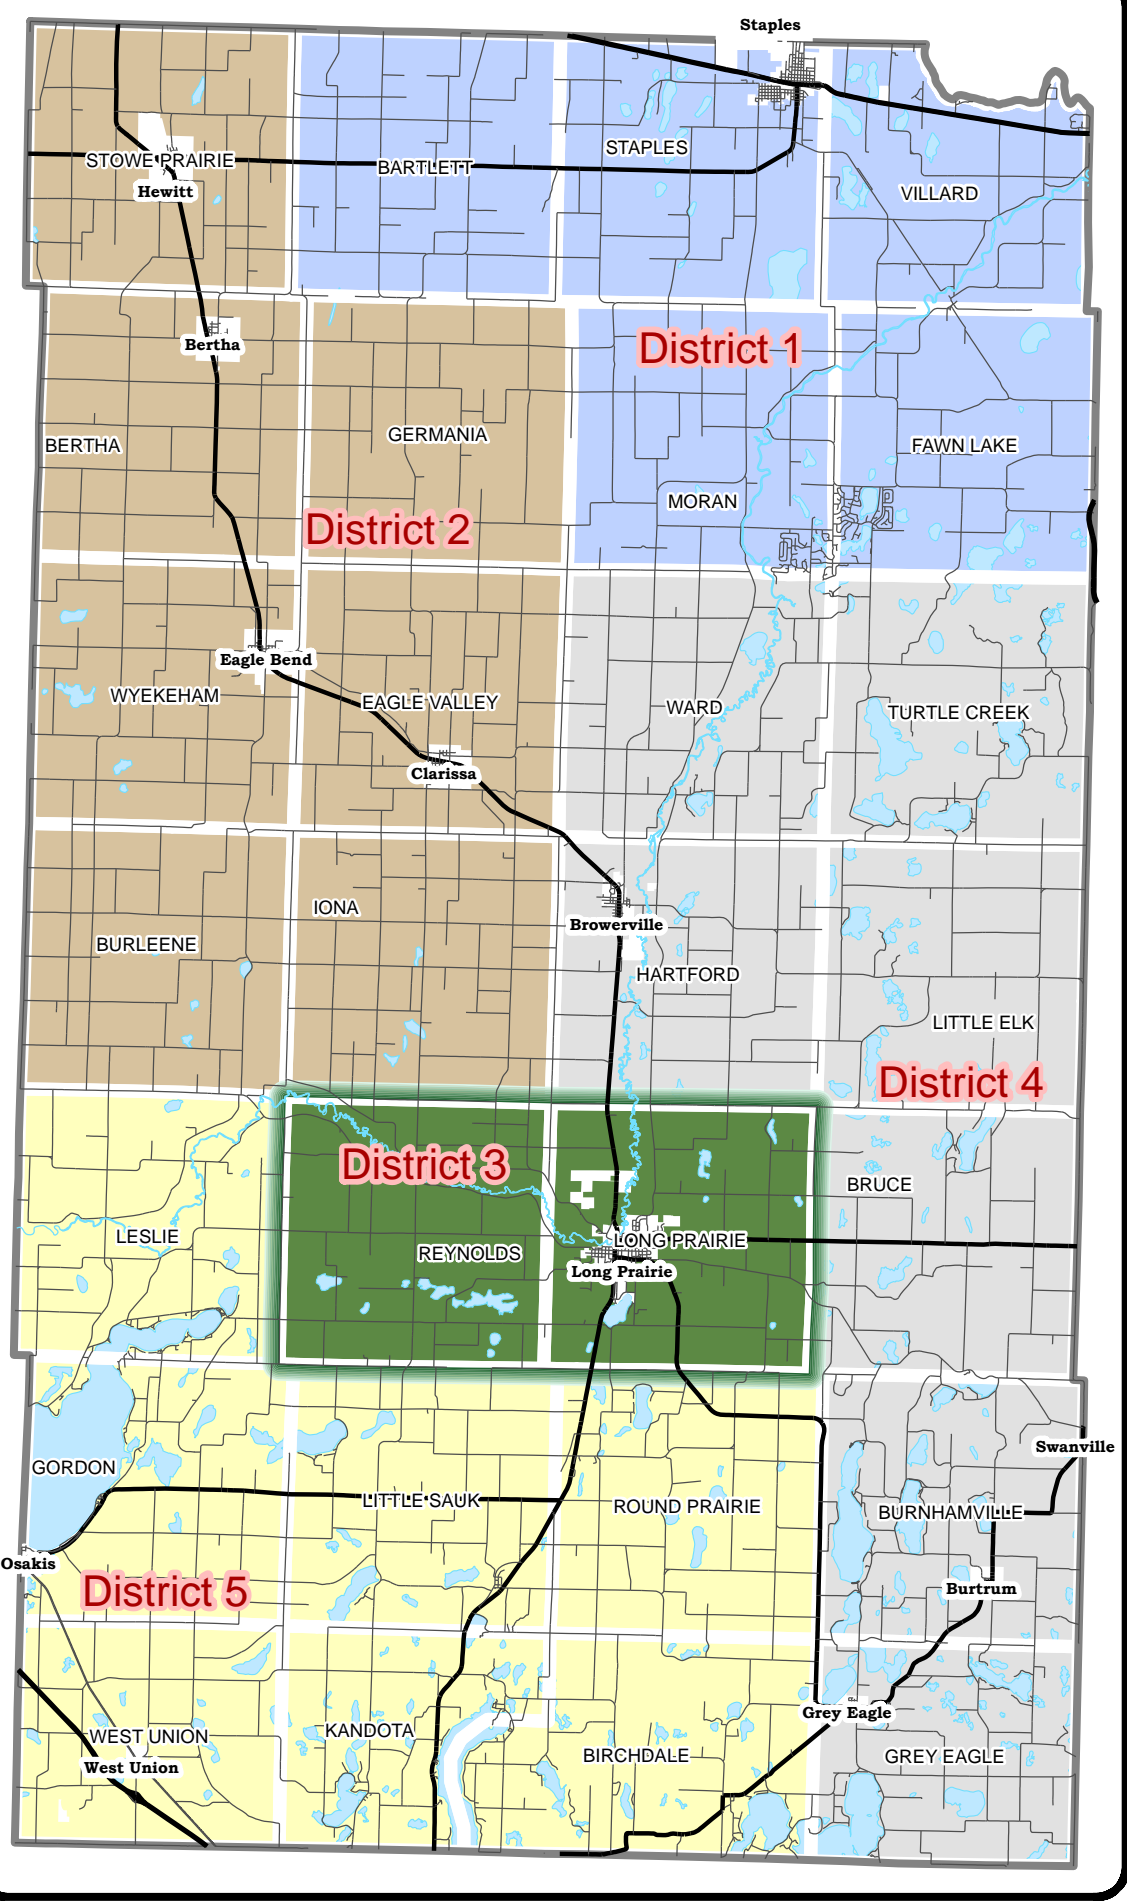 Staples
STAPLES
STOWE PRAIRIE
BARTLETT
Hewitt
VILLARD
Bertha
District 1
GERMANIA
BERTHA
FAWN LAKE
MORAN
District 2
Eagle Bend
WYEKEHAM
EAGLE VALLEY
WARD
TURTLE CREEK
Clarissa
IONA
Browerville
BURLEENE
HARTFORD
LITTLE ELK
District 4
District 3
BRUCE
LESLIE
REYNOLDS
LONG PRAIRIE
Long Prairie
Swanville
GORDON
LITTLE SAUK
ROUND PRAIRIE
BURNHAMVILLE
Osakis
District 5
Burtrum
Grey Eagle
WEST UNION
KANDOTA
BIRCHDALE
GREY EAGLE
West Union